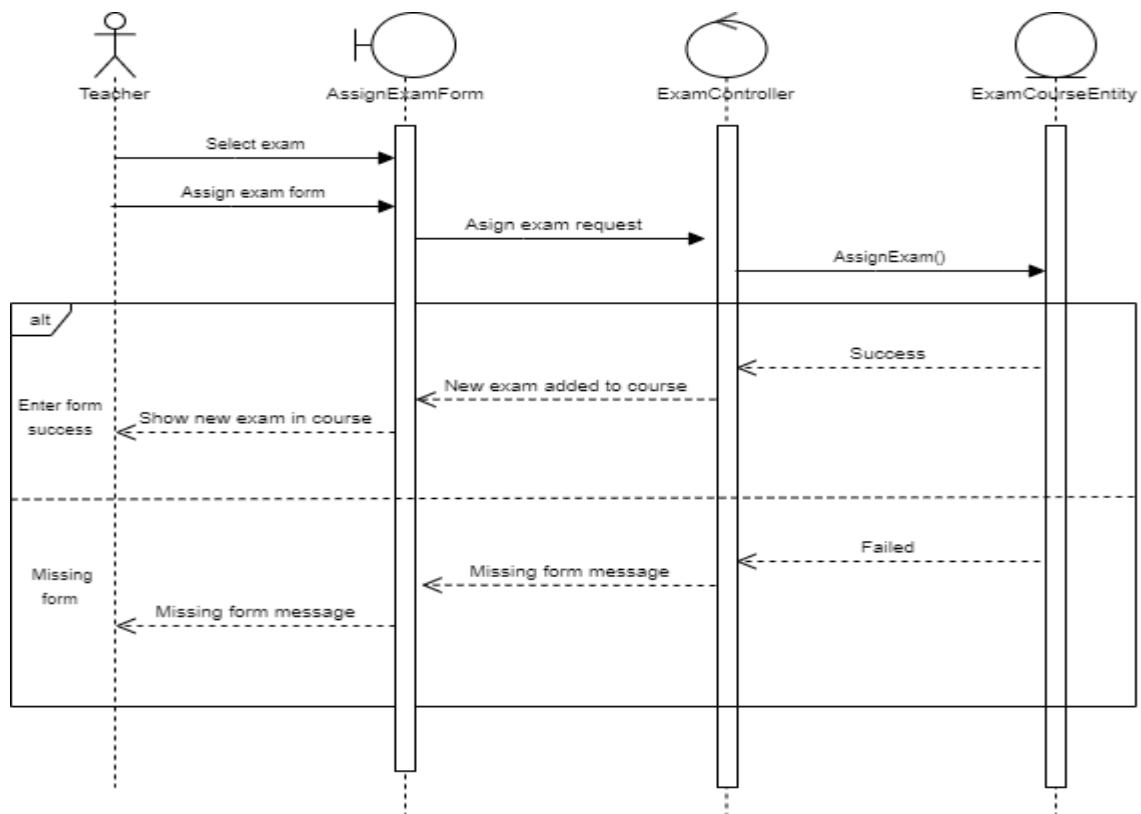 Teacher
AssignExamForm
ExamController
ExamCourseEntity
Select exam
Assign exam form
Asign exam request
AssignExam()
alt
Success
New exam added to course
Enter form
success
Show new exam in course
Failed
Missing form message
Missing
form
Missing form message